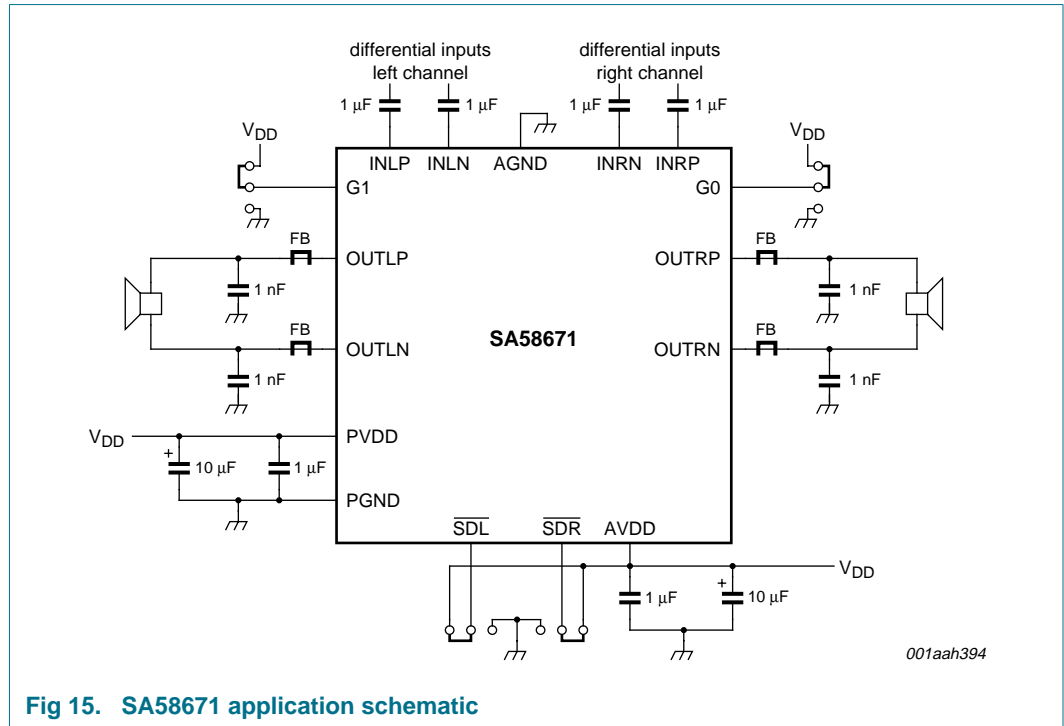 differential inputs
left channel
differential inputs
right channel
1 μF
1 μF
1 μF
1 μF
VDD
VDD
INLP
INLN
AGND
INRN
INRP
G1
G0
FB
OUTLP
OUTRP
FB
1 nF
1 nF
SA58671
FB
OUTLN
OUTRN
FB
1 nF
1 nF
VDD
PVDD
+
10 μF
1 μF
PGND
SDL
SDR
AVDD
VDD
1 μF
+
10 μF
001aah394
Fig 15. SA58671 application schematic